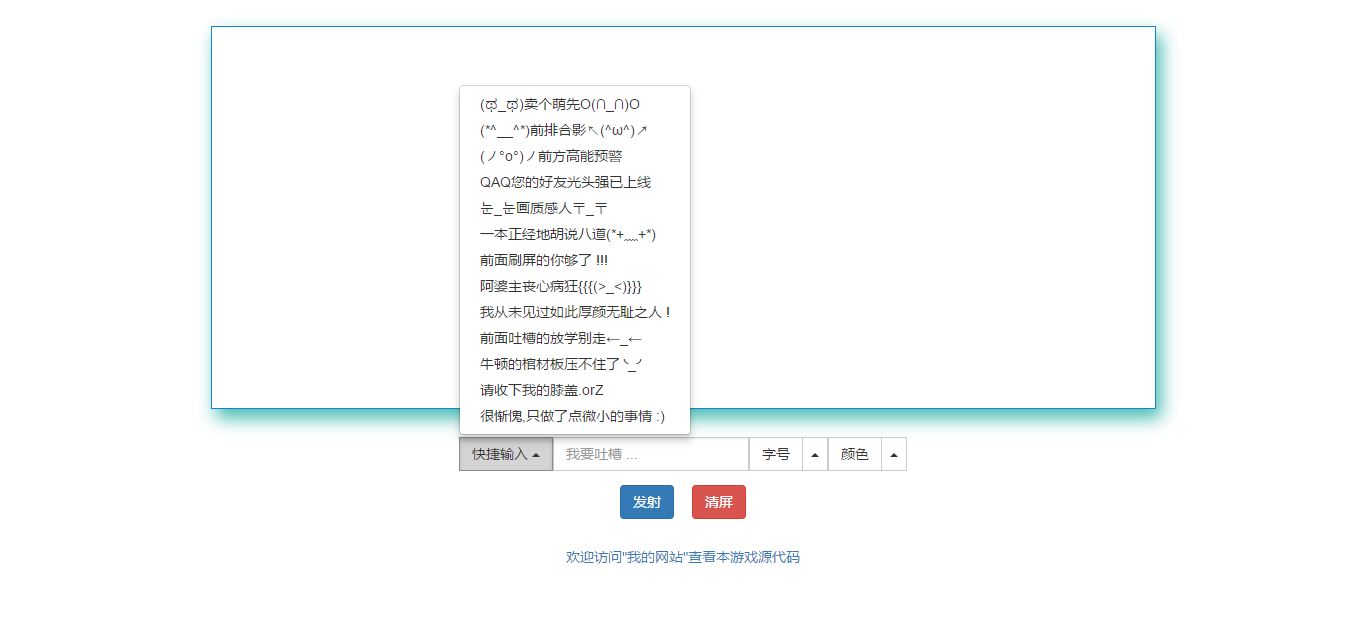 (ಢ_ಢ)卖个萌先O(∩_∩)O
(*^__^*)前排合影↖(^ω^)↗
(ノ°ο°)ノ前方高能预警
QAQ您的好友光头强已上线
눈_눈画质感人〒_〒
一本正经地胡说八道(*+﹏+*)
前面刷屏的你够了 !!!
阿婆主丧心病狂{{{(>_<)}}}
我从未见过如此厚颜无耻之人 !
前面吐槽的放学别走←_←
牛顿的棺材板压不住了 ╰_╯
请收下我的膝盖.orZ
很惭愧,只做了点微小的事情 :)
快捷输入 我要吐槽 ... 字号 颜色
发射 清屏
欢迎访问"我的网站"查看本游戏源代码